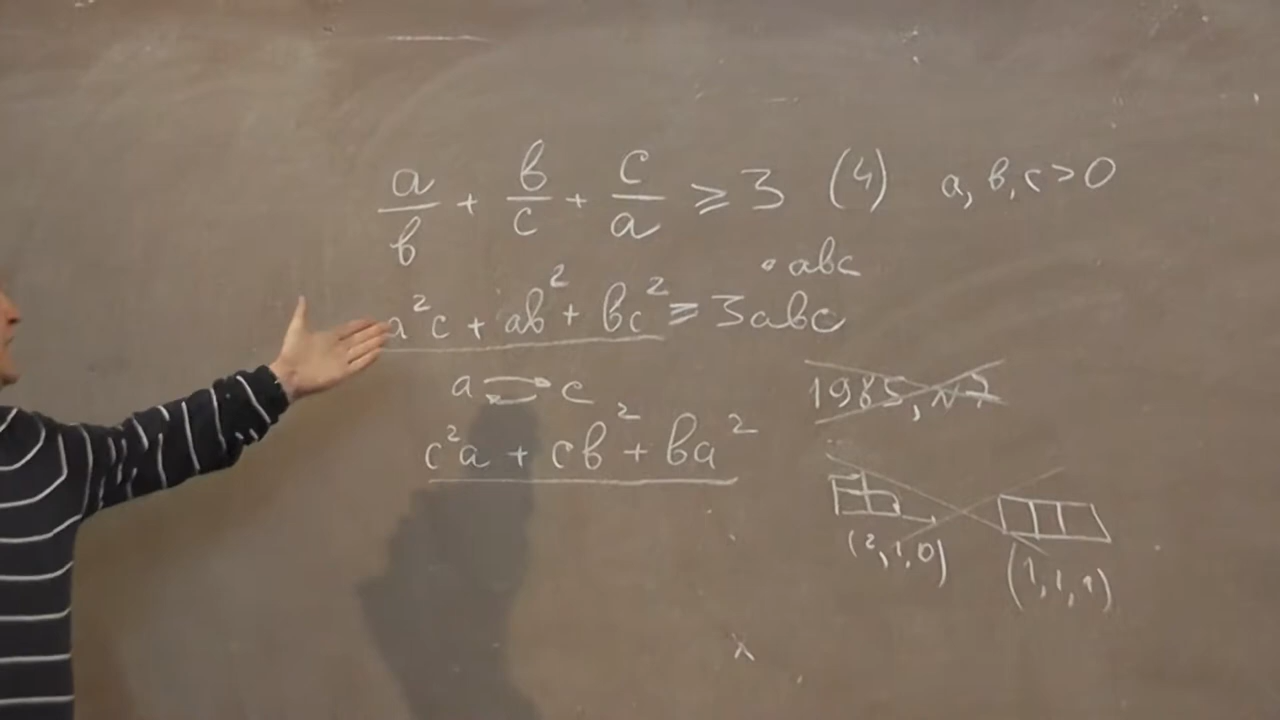 a/b + b/c + c/a ⩾ 3 (4) a, b, c > 0
· abc
a²c + ab² + bc² ⩾ 3abc
a ⇄ c
1985, N7
c²a + cb² + ba²
(2,1,0) (1,1,1)